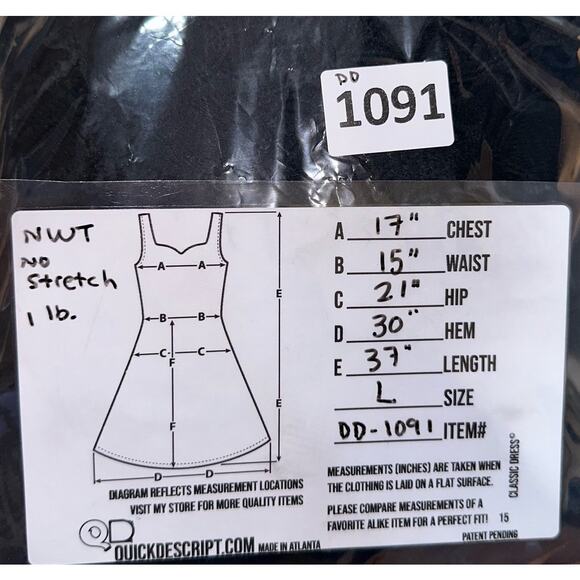 DD
1091
NWT
NO
Stretch
1 lb.
A 17" CHEST
B 15" WAIST
C 21" HIP
D 30" HEM
E 37" LENGTH
L SIZE
DD-1091 ITEM#
A A
E
B B
C C
F
F
E
D D
DIAGRAM REFLECTS MEASUREMENT LOCATIONS
VISIT MY STORE FOR MORE QUALITY ITEMS
QD
QUICKDESCRIPT.COM MADE IN ATLANTA
MEASUREMENTS (INCHES) ARE TAKEN WHEN
THE CLOTHING IS LAID ON A FLAT SURFACE.
PLEASE COMPARE MEASUREMENTS OF A
FAVORITE ALIKE ITEM FOR A PERFECT FIT! 15
PATENT PENDING
CLASSIC DRESS©